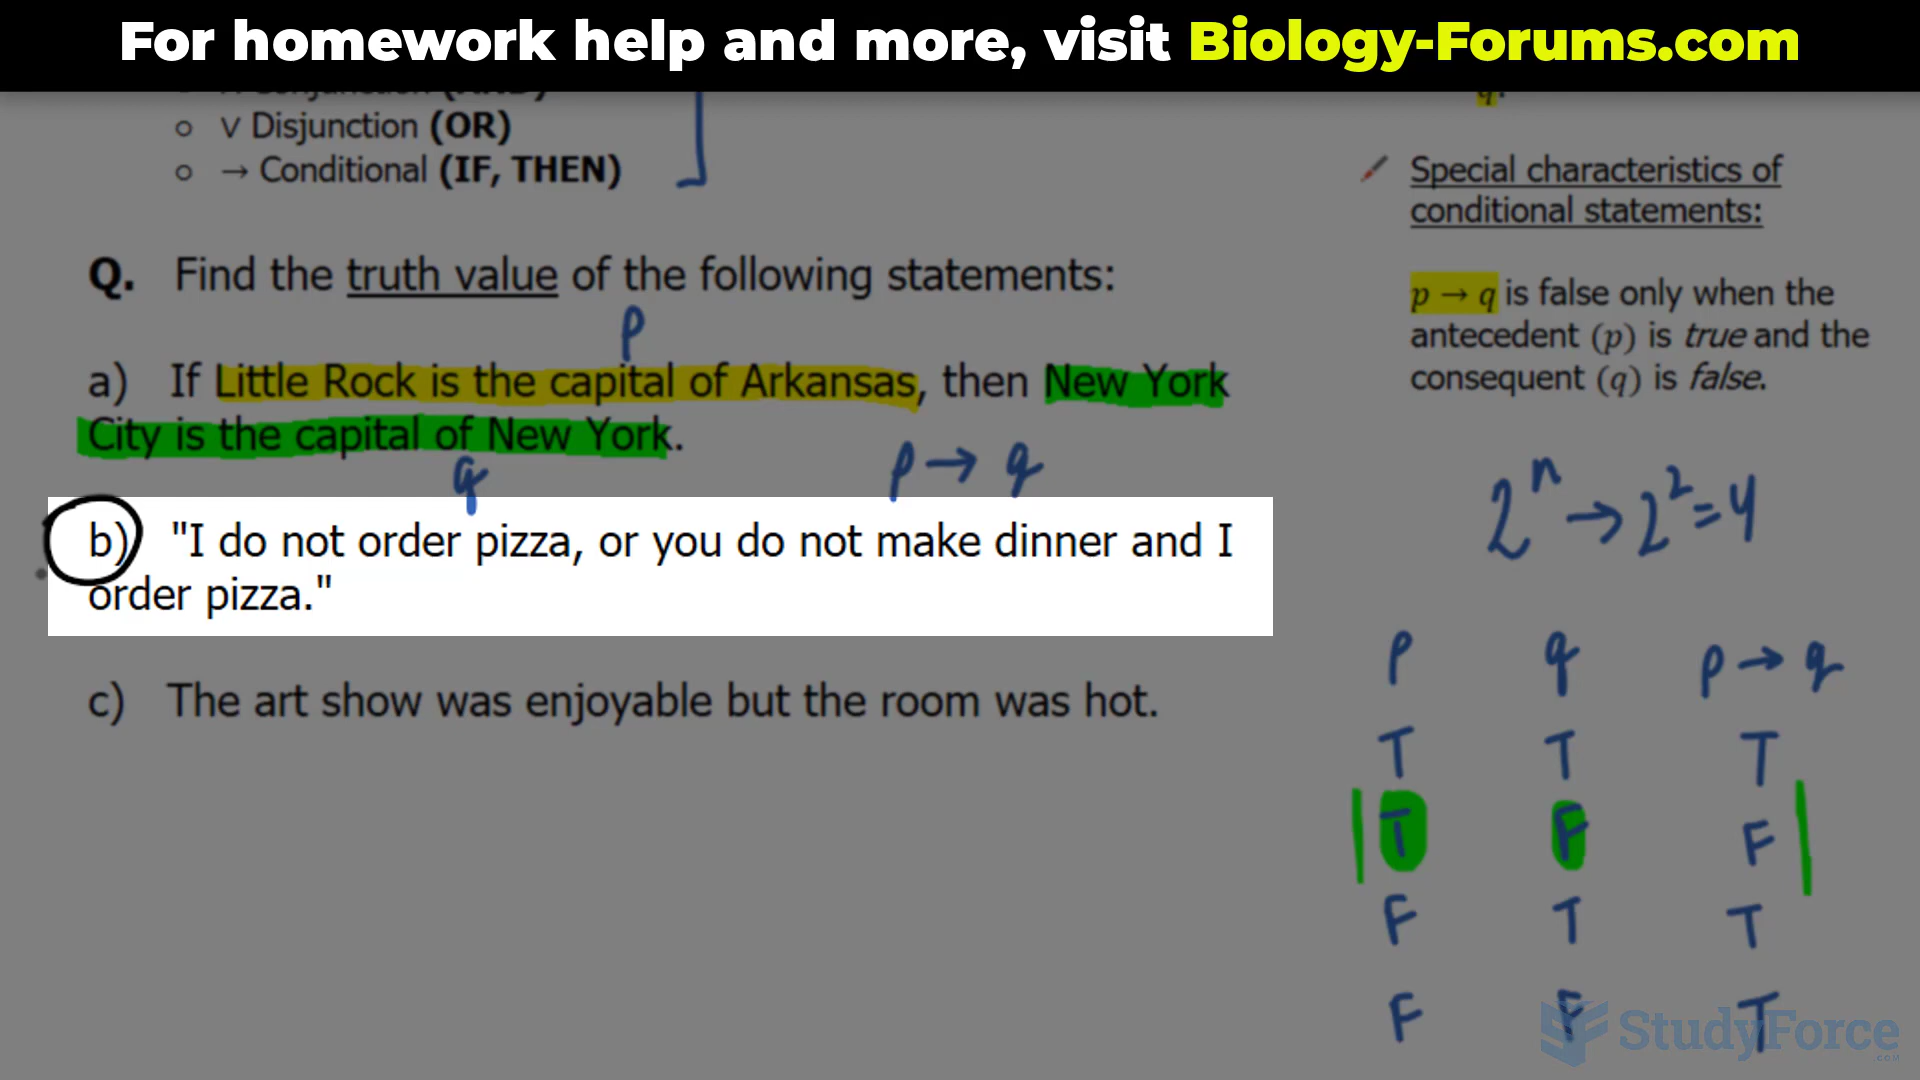 For homework help and more, visit Biology-Forums.com
q.
○ ∨ Disjunction (OR)
○ → Conditional (IF, THEN)
Special characteristics of
conditional statements:
Q. Find the truth value of the following statements:
p → q is false only when the
antecedent (p) is true and the
consequent (q) is false.
p
a) If Little Rock is the capital of Arkansas, then New York
City is the capital of New York.
q p → q
2ⁿ → 2² = 4
b) "I do not order pizza, or you do not make dinner and I
order pizza."
c) The art show was enjoyable but the room was hot.
p q p → q
T T T
T F F
F T T
F F T
StudyForce
.COM